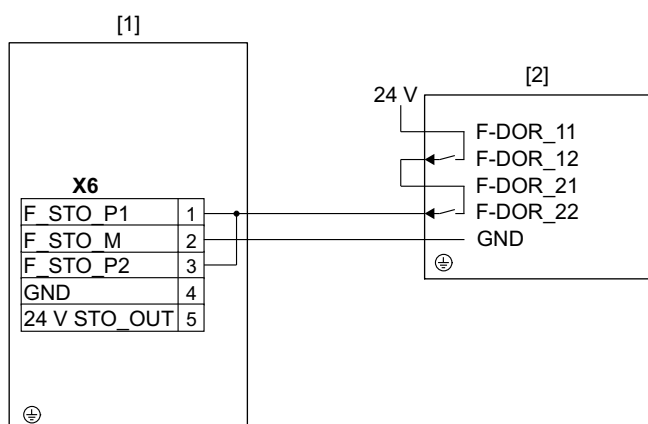 [1]
[2]
24 V
F-DOR_11
F-DOR_12
F-DOR_21
F-DOR_22
GND
X6
F_STO_P1 1
F_STO_M 2
F_STO_P2 3
GND 4
24 V STO_OUT 5